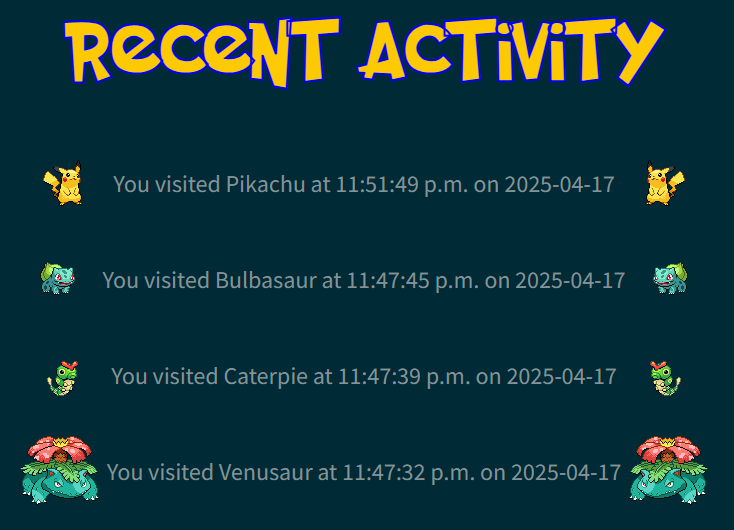 RECENT ACTIVITY
You visited Pikachu at 11:51:49 p.m. on 2025-04-17
You visited Bulbasaur at 11:47:45 p.m. on 2025-04-17
You visited Caterpie at 11:47:39 p.m. on 2025-04-17
You visited Venusaur at 11:47:32 p.m. on 2025-04-17